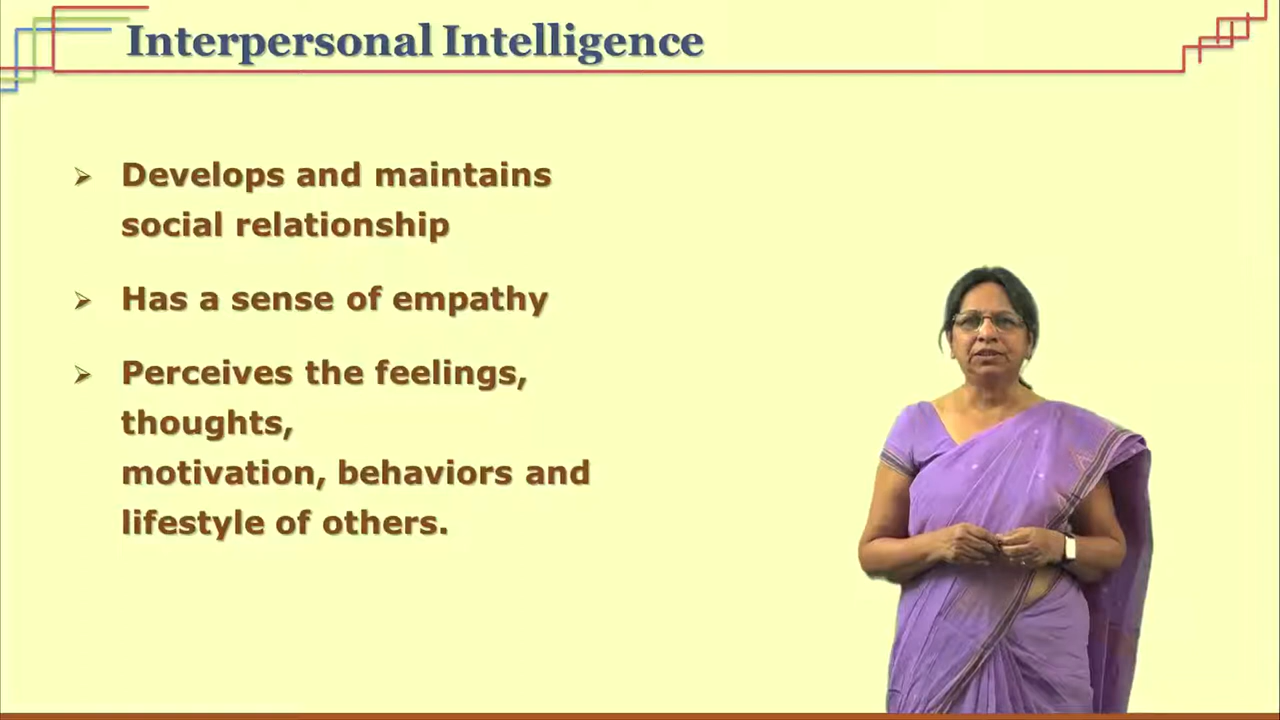 Interpersonal Intelligence
➢ Develops and maintains
social relationship
➢ Has a sense of empathy
➢ Perceives the feelings,
thoughts,
motivation, behaviors and
lifestyle of others.